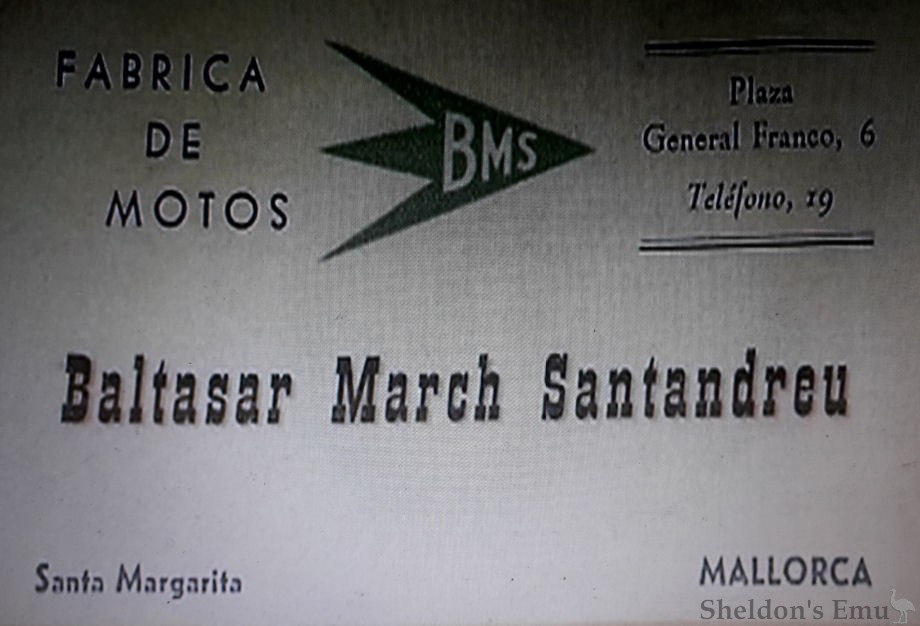 FABRICA
DE
MOTOS
BMS
Plaza
General Franco, 6
Teléfono, 19
Baltasar March Santandreu
Santa Margarita
MALLORCA
Sheldon's Emu